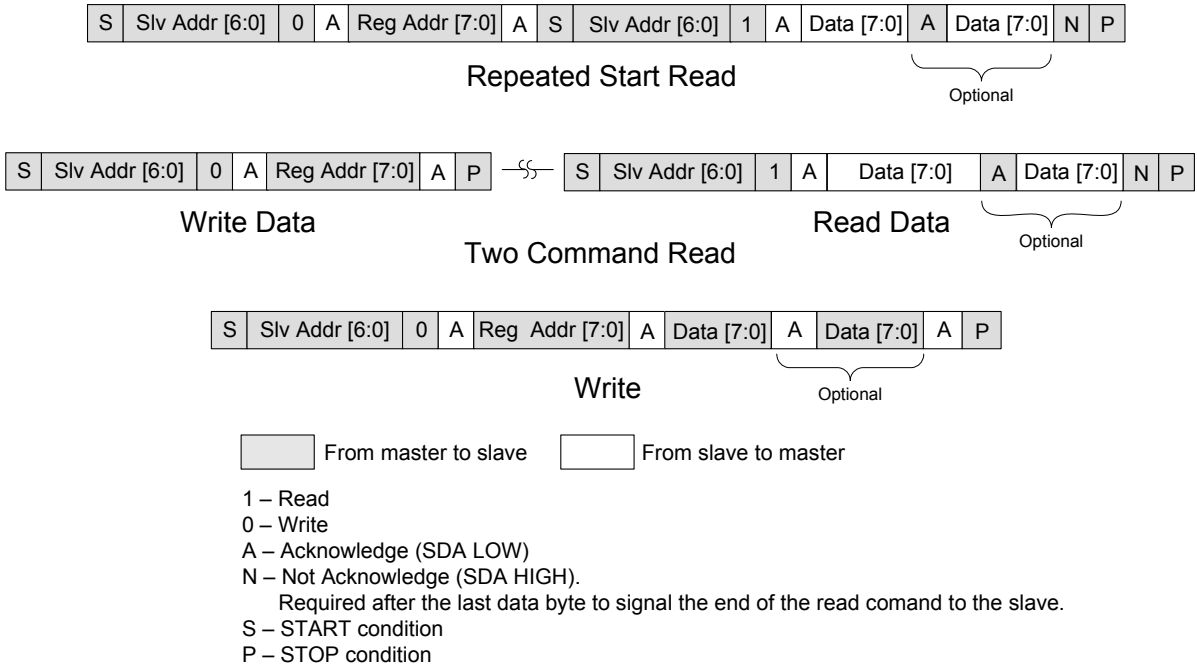 S Slv Addr [6:0] 0 A Reg Addr [7:0] A S Slv Addr [6:0] 1 A Data [7:0] A Data [7:0] N P
Repeated Start Read
Optional
S Slv Addr [6:0] 0 A Reg Addr [7:0] A P S Slv Addr [6:0] 1 A Data [7:0] A Data [7:0] N P
Write Data Read Data
Optional
Two Command Read
S Slv Addr [6:0] 0 A Reg Addr [7:0] A Data [7:0] A Data [7:0] A P
Write
Optional
From master to slave From slave to master
1 – Read
0 – Write
A – Acknowledge (SDA LOW)
N – Not Acknowledge (SDA HIGH).
Required after the last data byte to signal the end of the read comand to the slave.
S – START condition
P – STOP condition